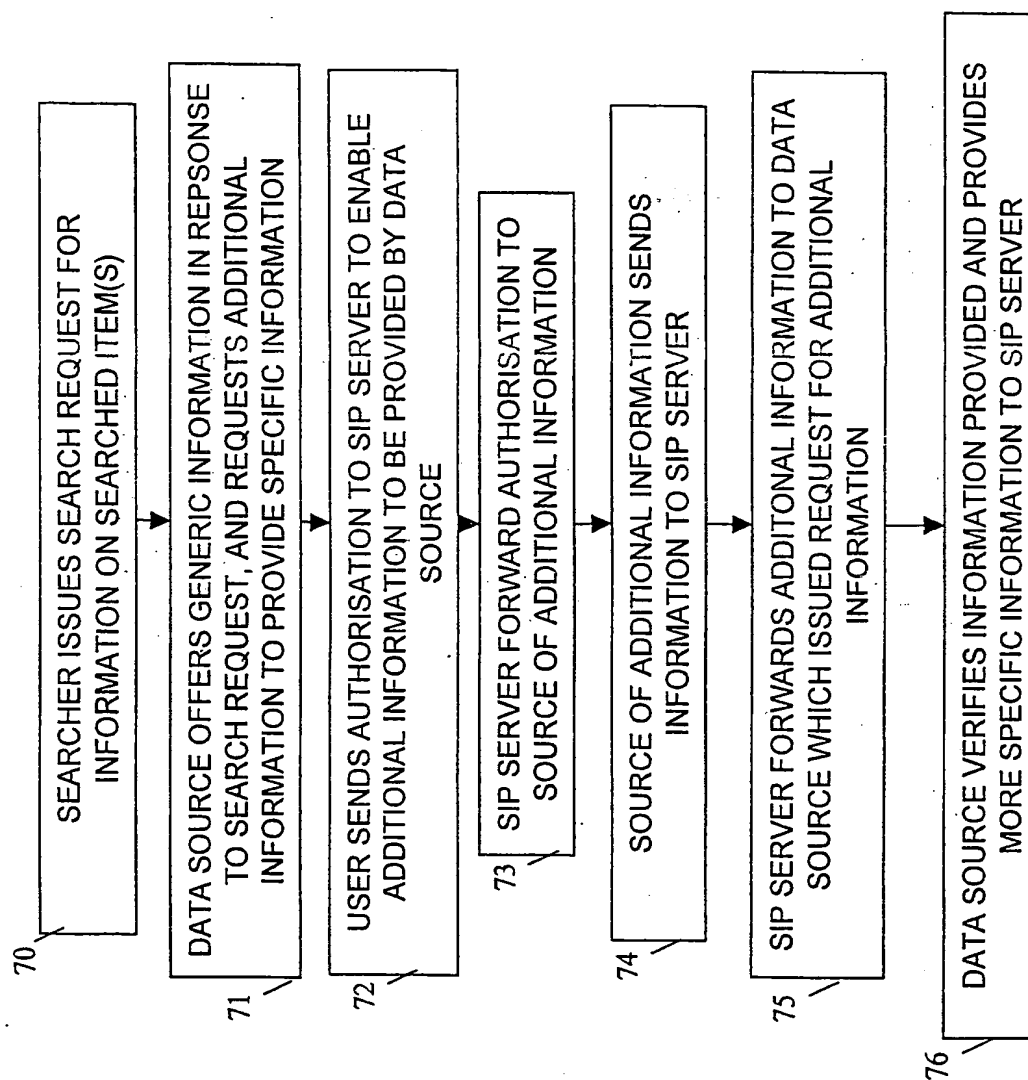 70
SEARCHER ISSUES SEARCH REQUEST FOR
INFORMATION ON SEARCHED ITEM(S)
71
DATA SOURCE OFFERS GENERIC INFORMATION IN REPSONSE
TO SEARCH REQUEST, AND REQUESTS ADDITIONAL
INFORMATION TO PROVIDE SPECIFIC INFORMATION
72
USER SENDS AUTHORISATION TO SIP SERVER TO ENABLE
ADDITIONAL INFORMATION TO BE PROVIDED BY DATA
SOURCE
73
SIP SERVER FORWARD AUTHORISATION TO
SOURCE OF ADDITIONAL INFORMATION
74
SOURCE OF ADDITIONAL INFORMATION SENDS
INFORMATION TO SIP SERVER
75
SIP SERVER FORWARDS ADDITIONAL INFORMATION TO DATA
SOURCE WHICH ISSUED REQUEST FOR ADDITIONAL
INFORMATION
76
DATA SOURCE VERIFIES INFORMATION PROVIDED AND PROVIDES
MORE SPECIFIC INFORMATION TO SIP SERVER